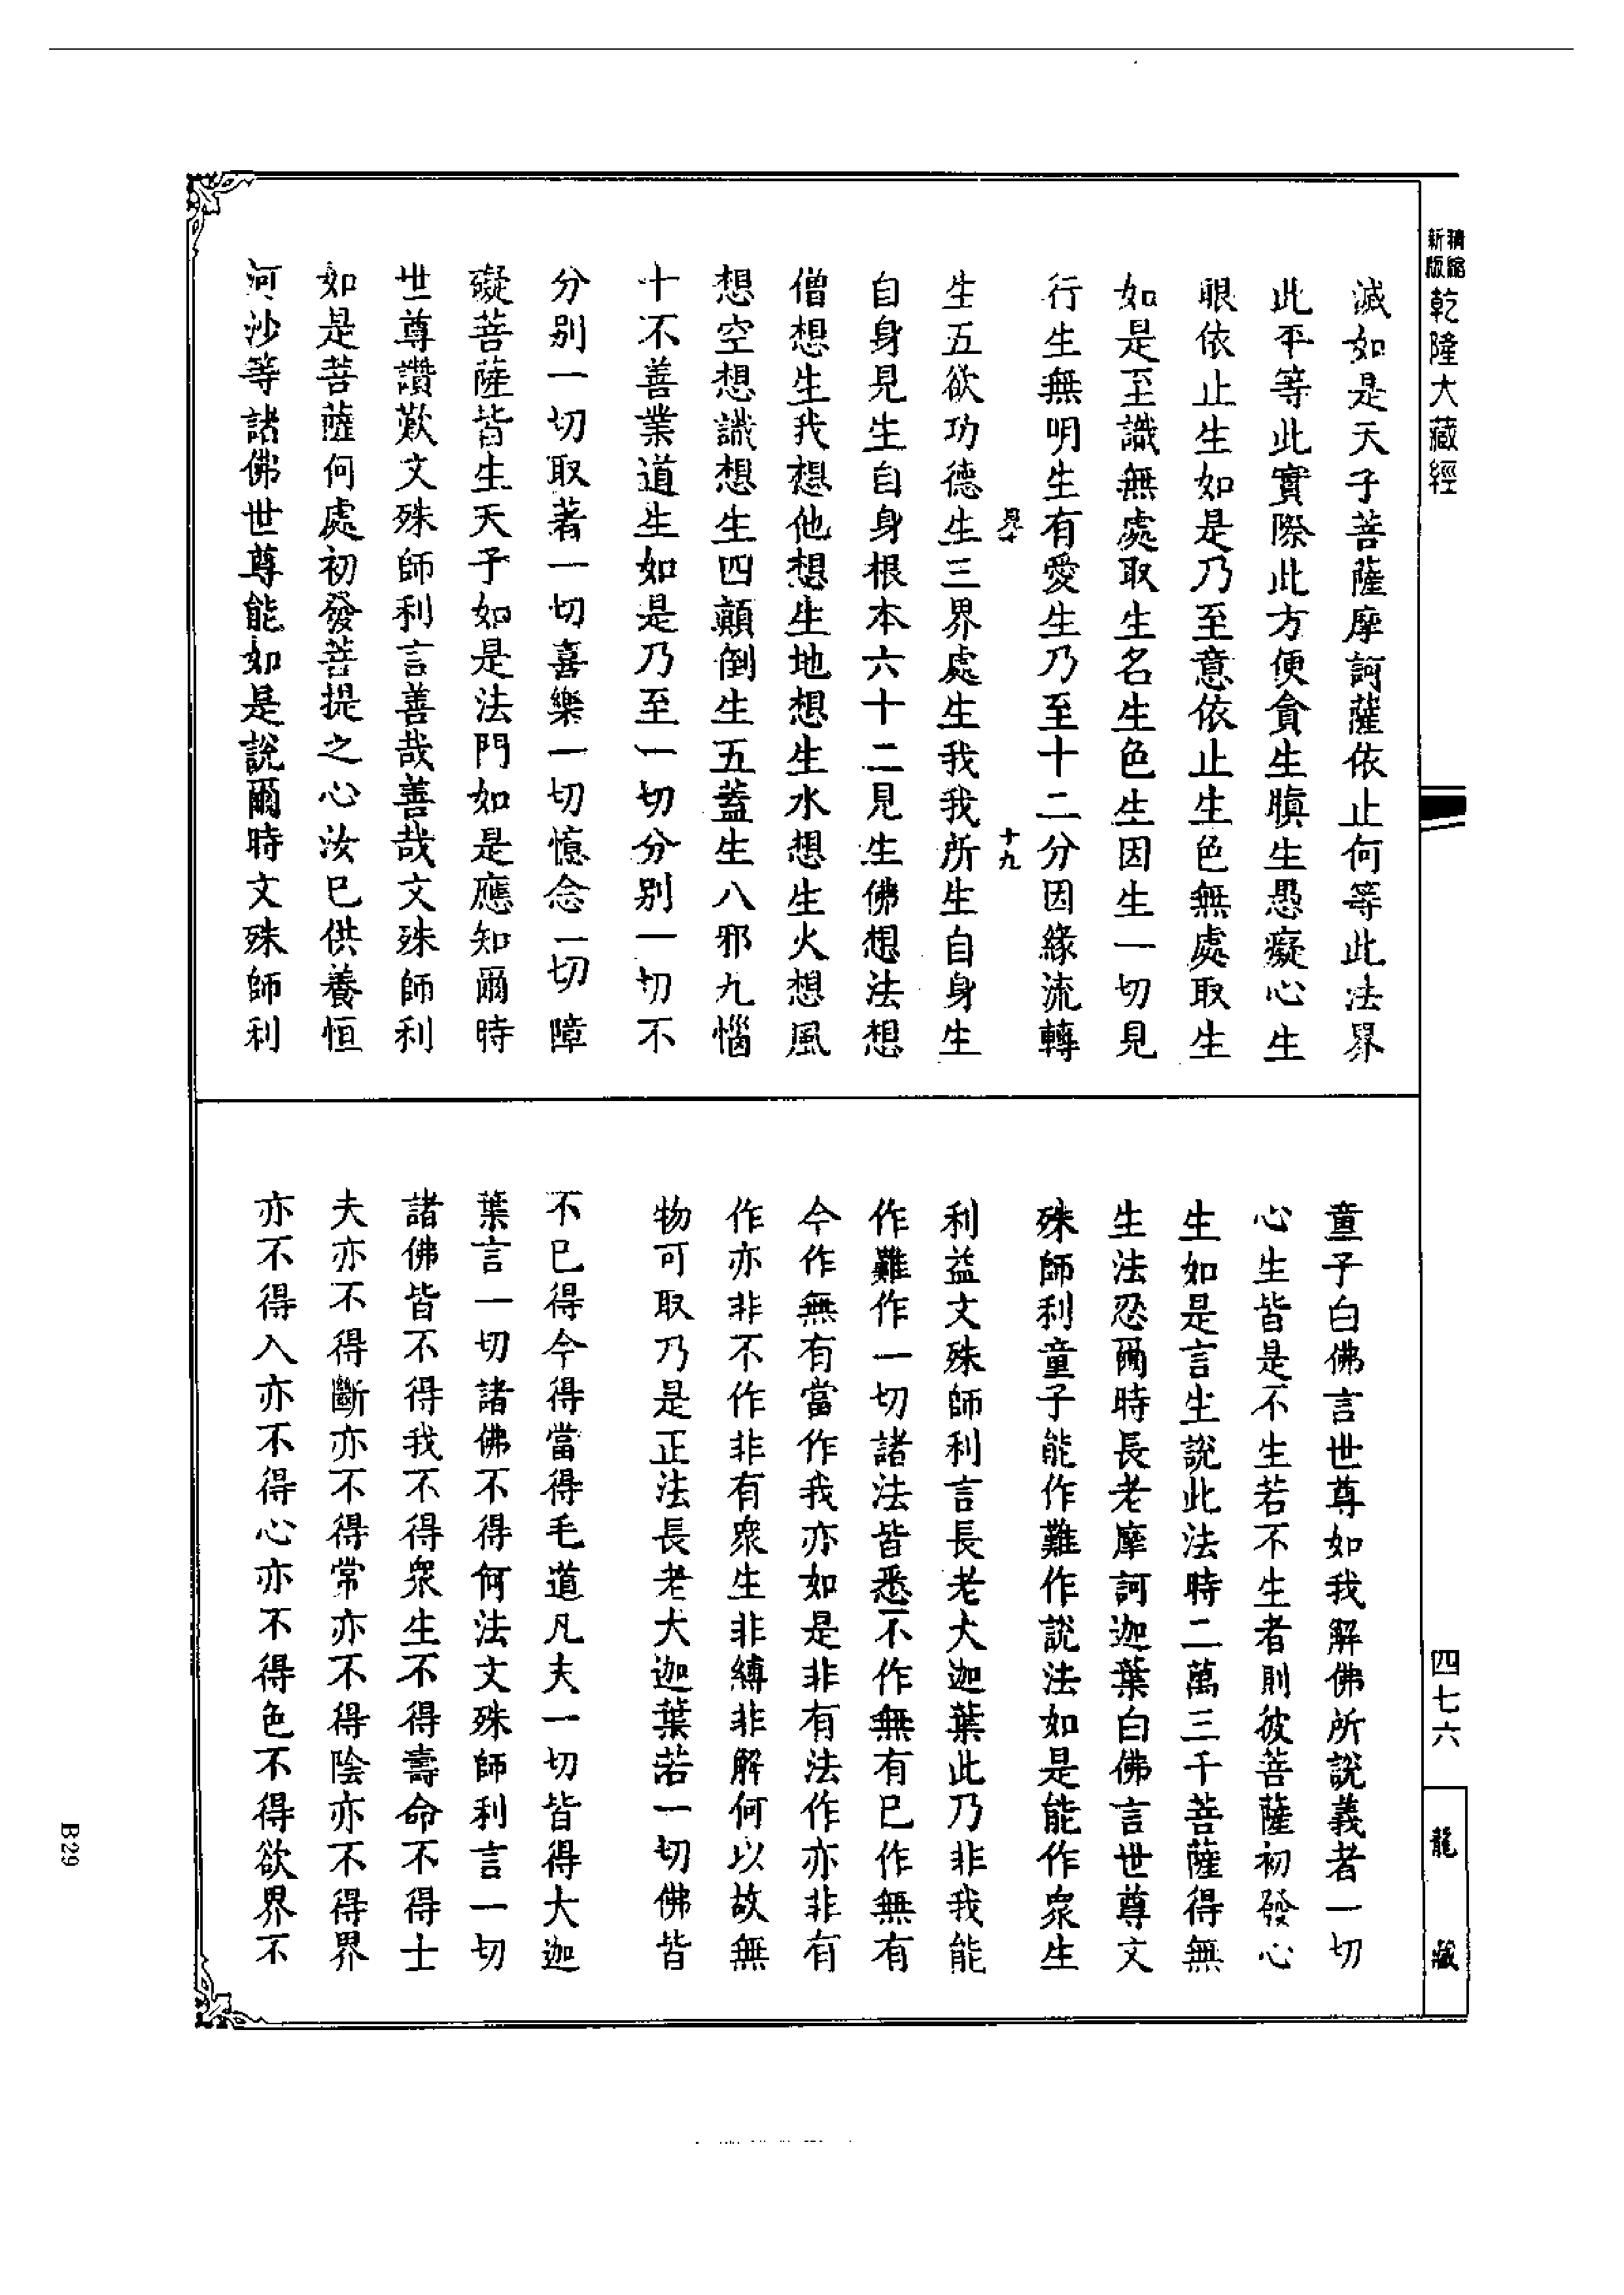 精縮新版乾隆大藏經
滅如是天子菩薩摩訶薩依止何等此法界
此平等此實際此方便貪生瞋生愚癡心生
眼依止生如是乃至意依止生色無處取生
如是至識無處取生名生色生因生一切見
行生無明生有愛生乃至十二分因緣流轉
十九
生五欲功德生三界處生我我所生自身生
自身見生自身根本六十二見生佛想法想
僧想生我想他想生地想生水想生火想風
想空想識想生四顛倒生五蓋生八邪九惱
十不善業道生如是乃至一切分別一切不
分別一切取著一切喜樂一切憶念一切障
礙菩薩皆生天子如是法門如是應知爾時
世尊讚歎文殊師利言善哉善哉文殊師利
如是菩薩何處初發菩提之心汝已供養恒
河沙等諸佛世尊能如是說爾時文殊師利
童子白佛言世尊如我解佛所說義者一切
心生皆是不生若不生者則彼菩薩初發心
生如是言生說此法時二萬三千菩薩得無
生法忍爾時長老摩訶迦葉白佛言世尊文
殊師利童子能作難作說法如是能作眾生
利益文殊師利言長老大迦葉此乃非我能
作難作一切諸法皆悉不作無有已作無有
今作無有當作我亦如是非有法作亦非有
作亦非不作非有眾生非縛非解何以故無
物可取乃是正法長老大迦葉若一切佛皆
不已得今得當得毛道凡夫一切皆得大迦
葉言一切諸佛不得何法文殊師利言一切
諸佛皆不得我不得眾生不得壽命不得士
夫亦不得斷亦不得常亦不得陰亦不得界
亦不得入亦不得心亦不得色不得欲界不
四七六
龍藏
B29